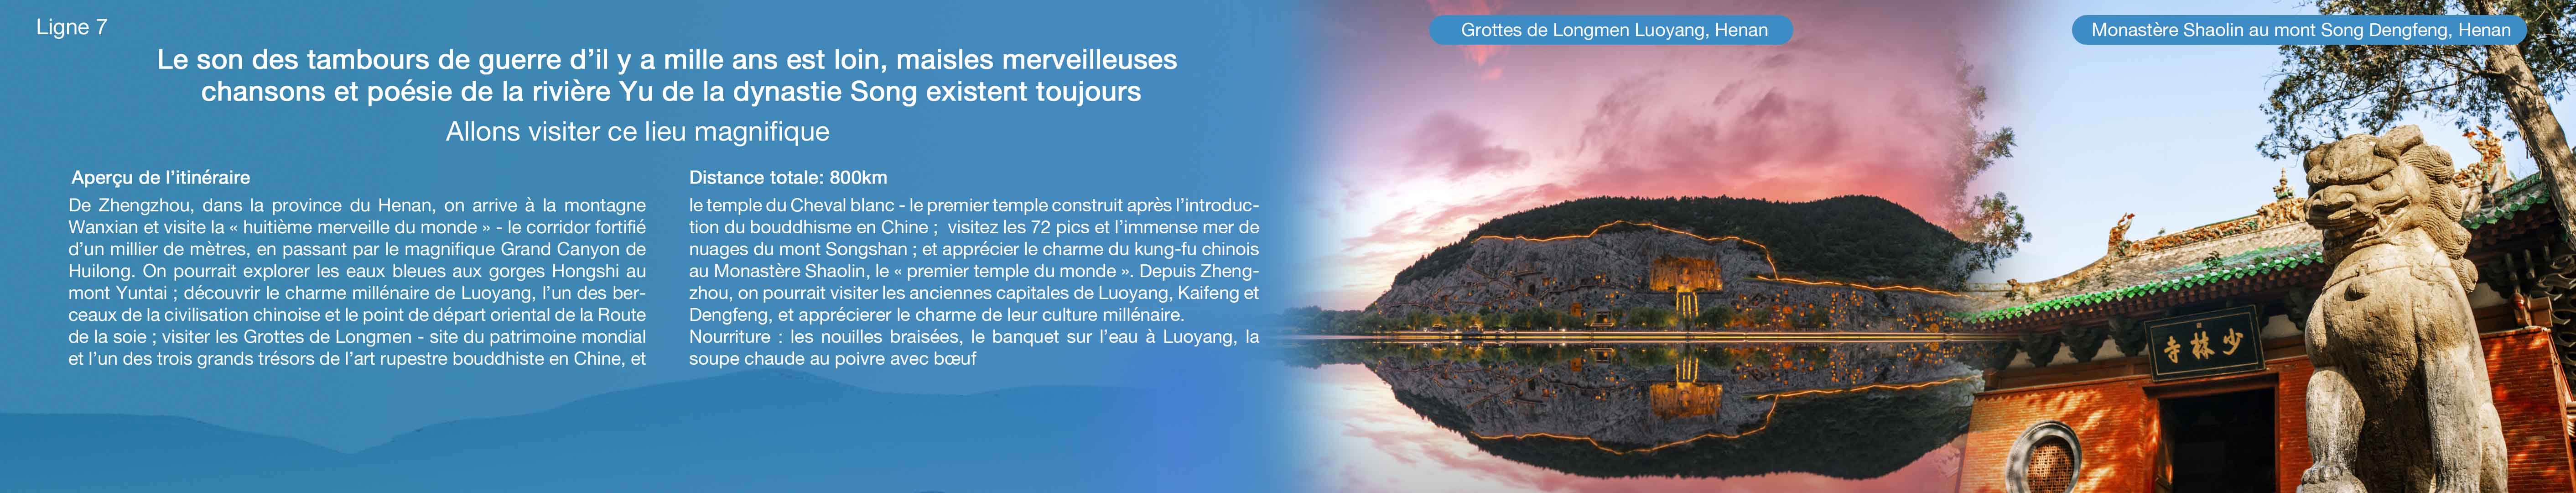 Ligne 7
Le son des tambours de guerre d’il y a mille ans est loin, maisles merveilleuses
chansons et poésie de la rivière Yu de la dynastie Song existent toujours
Allons visiter ce lieu magnifique
Aperçu de l’itinéraire
De Zhengzhou, dans la province du Henan, on arrive à la montagne
Wanxian et visite la « huitième merveille du monde » - le corridor fortifié
d’un millier de mètres, en passant par le magnifique Grand Canyon de
Huilong. On pourrait explorer les eaux bleues aux gorges Hongshi au
mont Yuntai ; découvrir le charme millénaire de Luoyang, l’un des ber-
ceaux de la civilisation chinoise et le point de départ oriental de la Route
de la soie ; visiter les Grottes de Longmen - site du patrimoine mondial
et l’un des trois grands trésors de l’art rupestre bouddhiste en Chine, et
Distance totale: 800km
le temple du Cheval blanc - le premier temple construit après l’introduc-
tion du bouddhisme en Chine ;  visitez les 72 pics et l’immense mer de
nuages du mont Songshan ; et apprécier le charme du kung-fu chinois
au Monastère Shaolin, le « premier temple du monde ». Depuis Zheng-
zhou, on pourrait visiter les anciennes capitales de Luoyang, Kaifeng et
Dengfeng, et apprécierer le charme de leur culture millénaire.
Nourriture : les nouilles braisées, le banquet sur l’eau à Luoyang, la
soupe chaude au poivre avec bœuf
Grottes de Longmen Luoyang, Henan
Monastère Shaolin au mont Song Dengfeng, Henan
寺林少